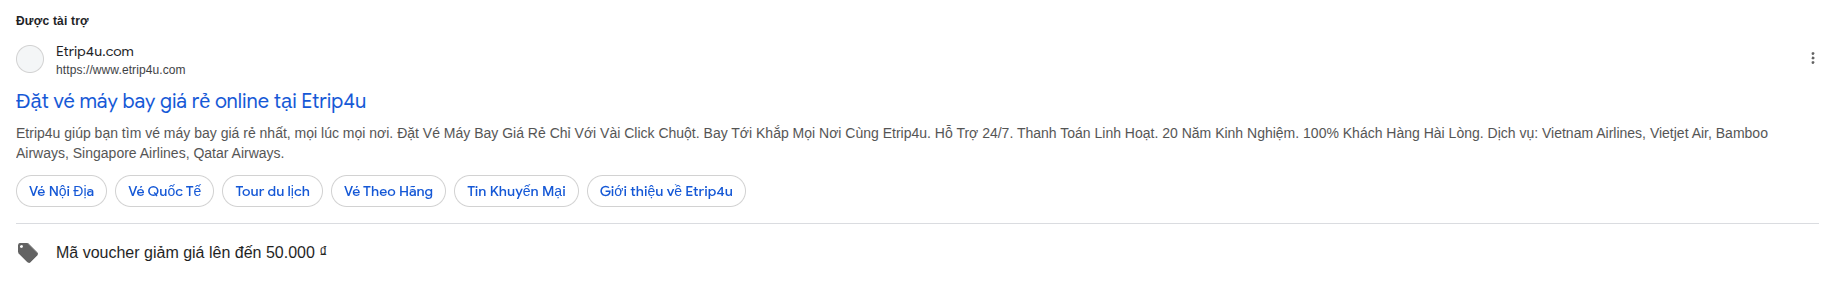 Được tài trợ
Etrip4u.com
https://www.etrip4u.com
Đặt vé máy bay giá rẻ online tại Etrip4u
Etrip4u giúp bạn tìm vé máy bay giá rẻ nhất, mọi lúc mọi nơi. Đặt Vé Máy Bay Giá Rẻ Chỉ Với Vài Click Chuột. Bay Tới Khắp Mọi Nơi Cùng Etrip4u. Hỗ Trợ 24/7. Thanh Toán Linh Hoạt. 20 Năm Kinh Nghiệm. 100% Khách Hàng Hài Lòng. Dịch vụ: Vietnam Airlines, Vietjet Air, Bamboo
Airways, Singapore Airlines, Qatar Airways.
Vé Nội Địa Vé Quốc Tế Tour du lịch Vé Theo Hãng Tin Khuyến Mại Giới thiệu về Etrip4u
Mã voucher giảm giá lên đến 50.000 ₫